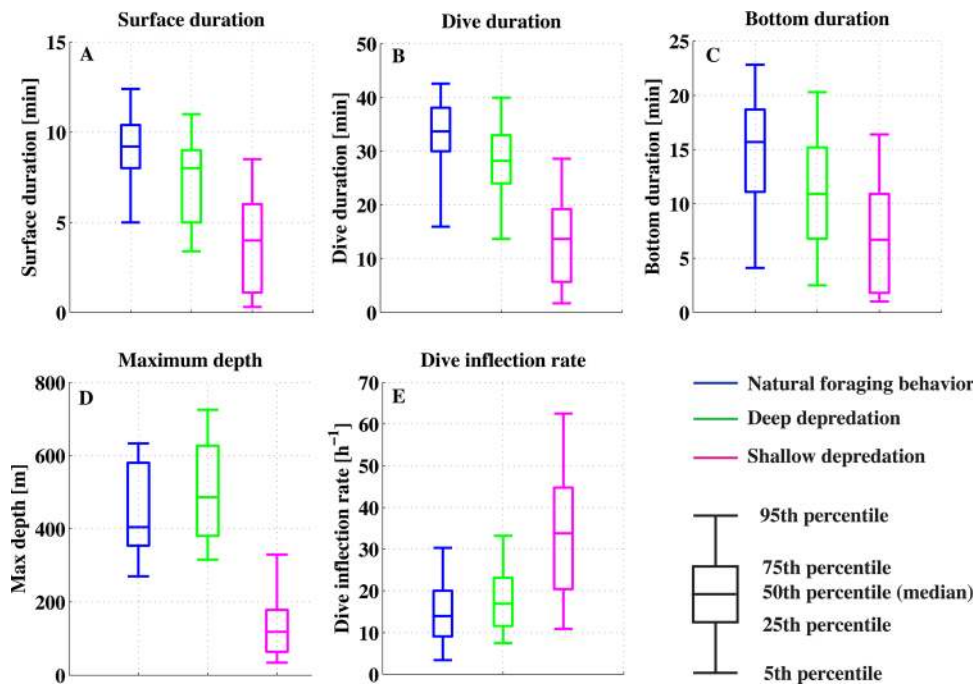 Surface duration
A
15
10
5
0
Surface duration [min]
Dive duration
B
50
40
30
20
10
0
Dive duration [min]
Bottom duration
C
25
20
15
10
5
0
Bottom duration [min]
Maximum depth
D
800
600
400
200
0
Max depth [m]
Dive inflection rate
E
70
60
50
40
30
20
10
0
Dive inflection rate [h⁻¹]
Natural foraging behavior
Deep depredation
Shallow depredation
95th percentile
75th percentile
50th percentile (median)
25th percentile
5th percentile